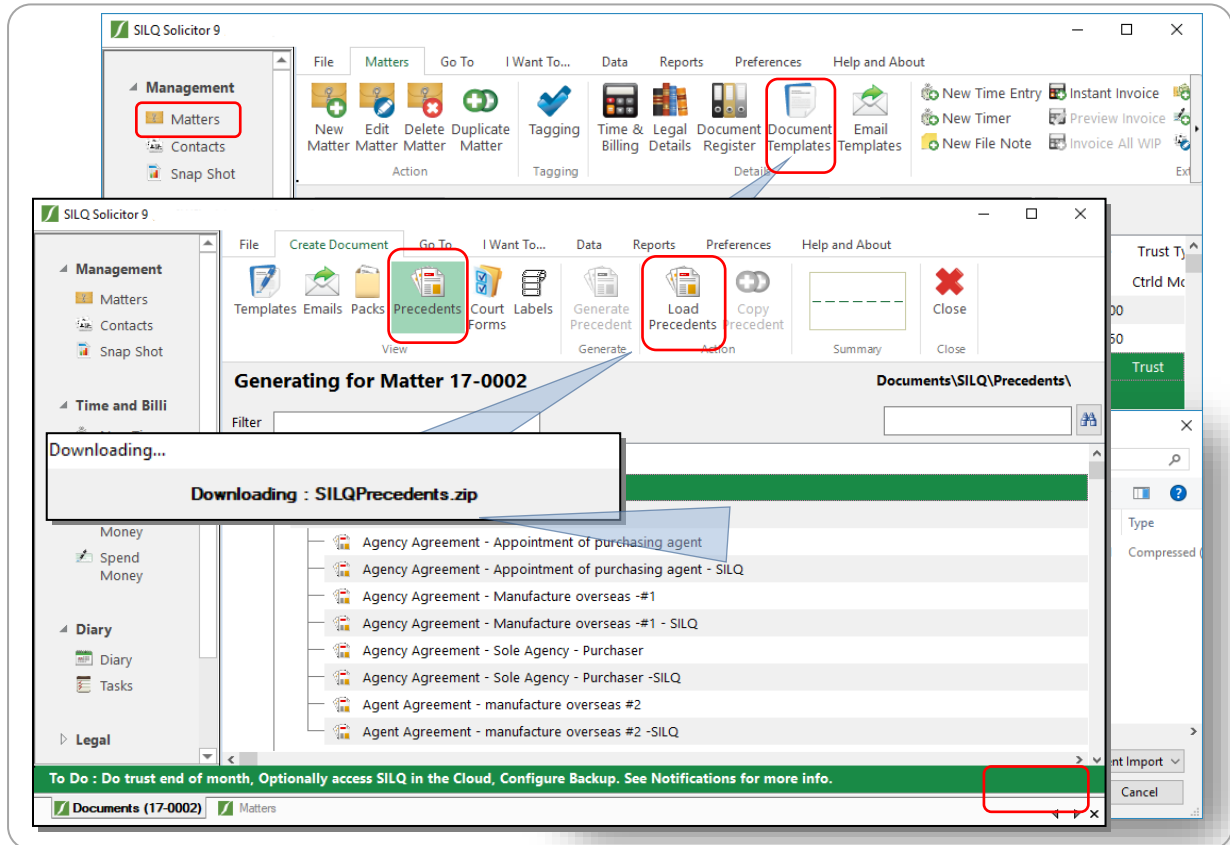 SILQ Solicitor 9
File Matters Go To I Want To... Data Reports Preferences Help and About
Management
Matters
Contacts
Snap Shot
New Matter
Edit Matter
Delete Matter
Duplicate Matter
Action
Tagging
Tagging
Time & Billing
Legal Details
Document Register
Document Templates
Email Templates
Detail
New Time Entry
New Timer
New File Note
Instant Invoice
Preview Invoice
Invoice All WIP
Ext
SILQ Solicitor 9
File Create Document Go To I Want To... Data Reports Preferences Help and About
Management
Matters
Contacts
Snap Shot
Time and Billi
Templates
Emails
Packs
Precedents
Court Forms
Labels
View
Generate Precedent
Generate
Load Precedents
Copy Precedent
Action
Summary
Close
Close
Generating for Matter 17-0002
Documents\SILQ\Precedents\
Filter
Downloading...
Downloading : SILQPrecedents.zip
Money
Spend Money
Diary
Diary
Tasks
Legal
Agency Agreement - Appointment of purchasing agent
Agency Agreement - Appointment of purchasing agent - SILQ
Agency Agreement - Manufacture overseas -#1
Agency Agreement - Manufacture overseas -#1 - SILQ
Agency Agreement - Sole Agency - Purchaser
Agency Agreement - Sole Agency - Purchaser -SILQ
Agent Agreement - manufacture overseas #2
Agent Agreement - manufacture overseas #2 -SILQ
To Do : Do trust end of month, Optionally access SILQ in the Cloud, Configure Backup. See Notifications for more info.
Documents (17-0002) Matters
Trust Ty
Ctrld Mo
00
50
Trust
Type
Compressed (
ent Import
Cancel